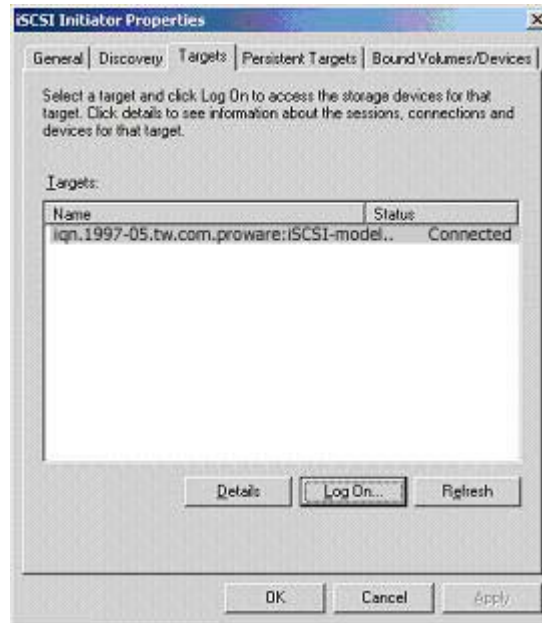 iSCSI Initiator Properties
General Discovery Targets Persistent Targets Bound Volumes/Devices
Select a target and click Log On to access the storage devices for that
target. Click details to see information about the sessions, connections and
devices for that target.
Targets:
Name Status
iqn.1997-05.tw.com.proware:iSCSI-model.. Connected
Details Log On... Refresh
OK Cancel Apply